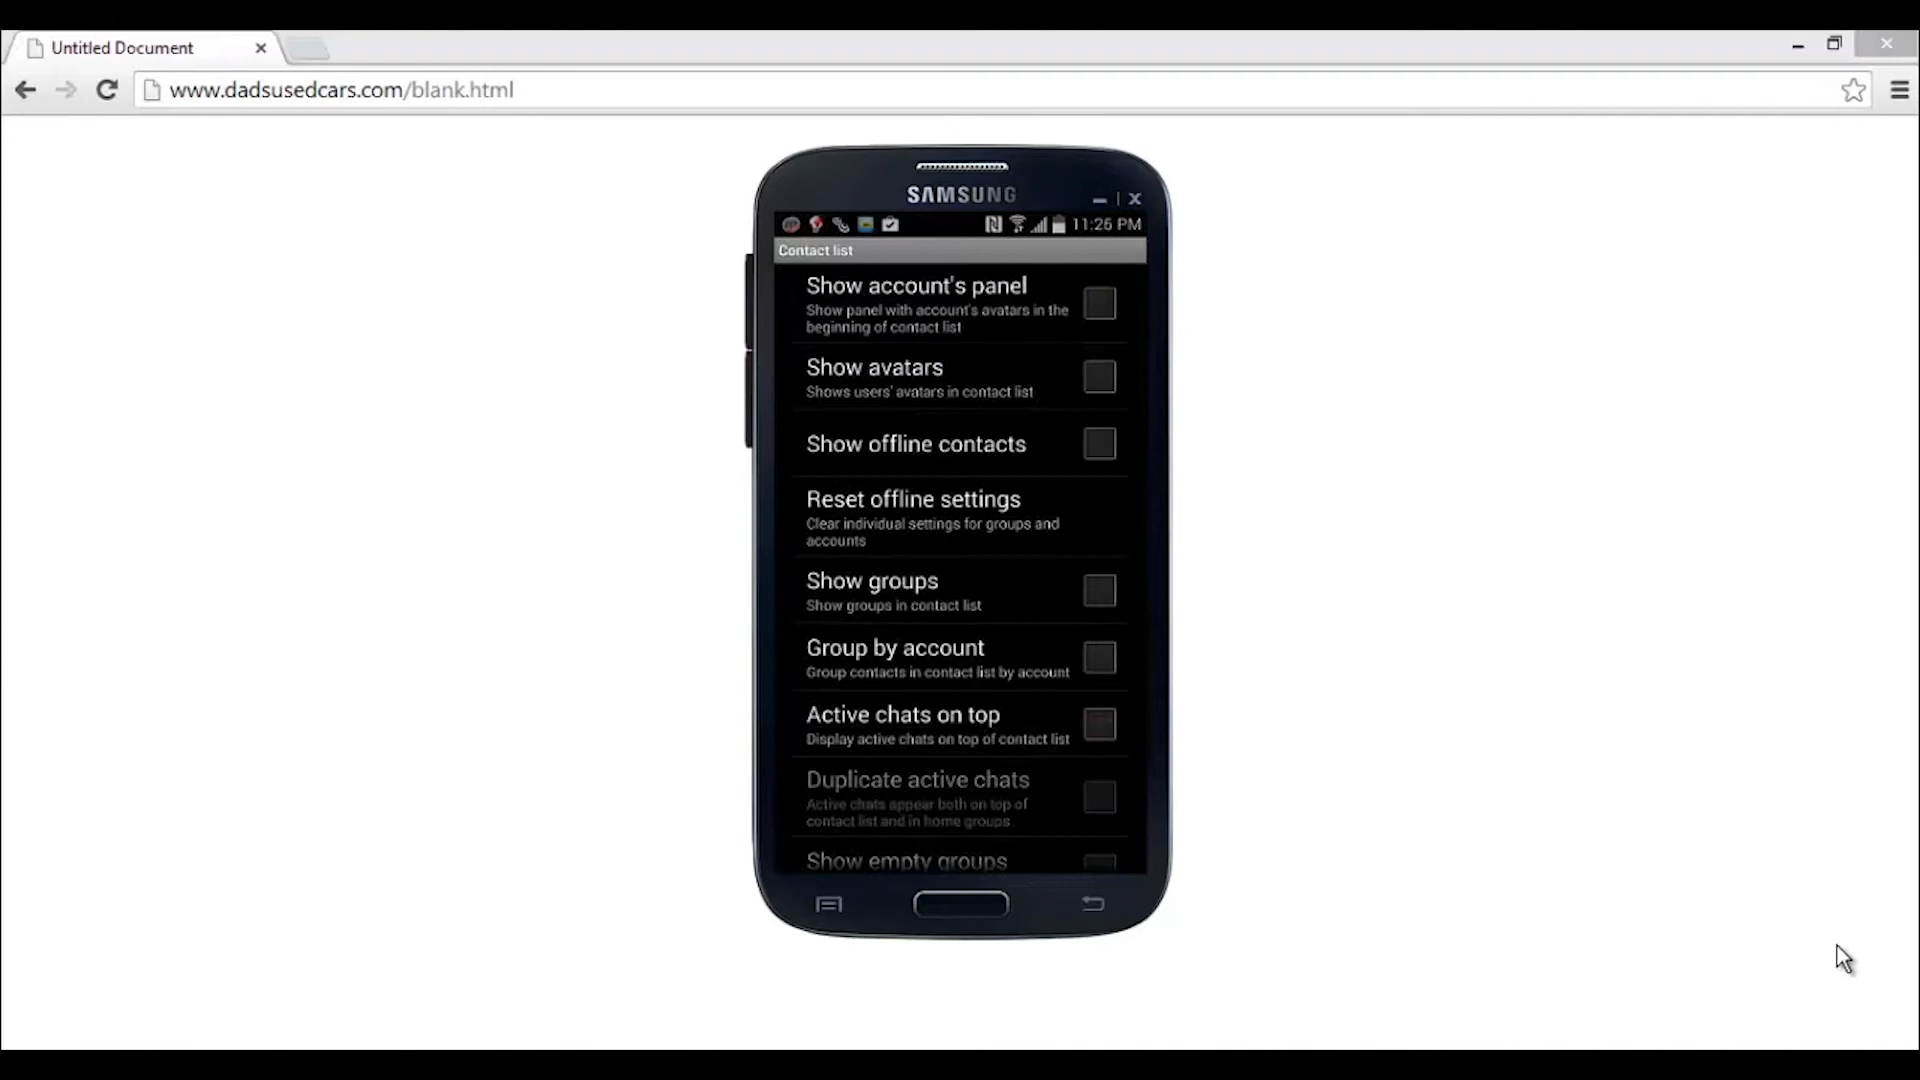 Untitled Document
www.dadsusedcars.com/blank.html
SAMSUNG
11:26 PM
Contact list
Show account's panel
Show panel with account's avatars in the
beginning of contact list
Show avatars
Shows users' avatars in contact list
Show offline contacts
Reset offline settings
Clear individual settings for groups and
accounts
Show groups
Show groups in contact list
Group by account
Group contacts in contact list by account
Active chats on top
Display active chats on top of contact list
Duplicate active chats
Active chats appear both on top of
contact list and in home groups
Show empty groups